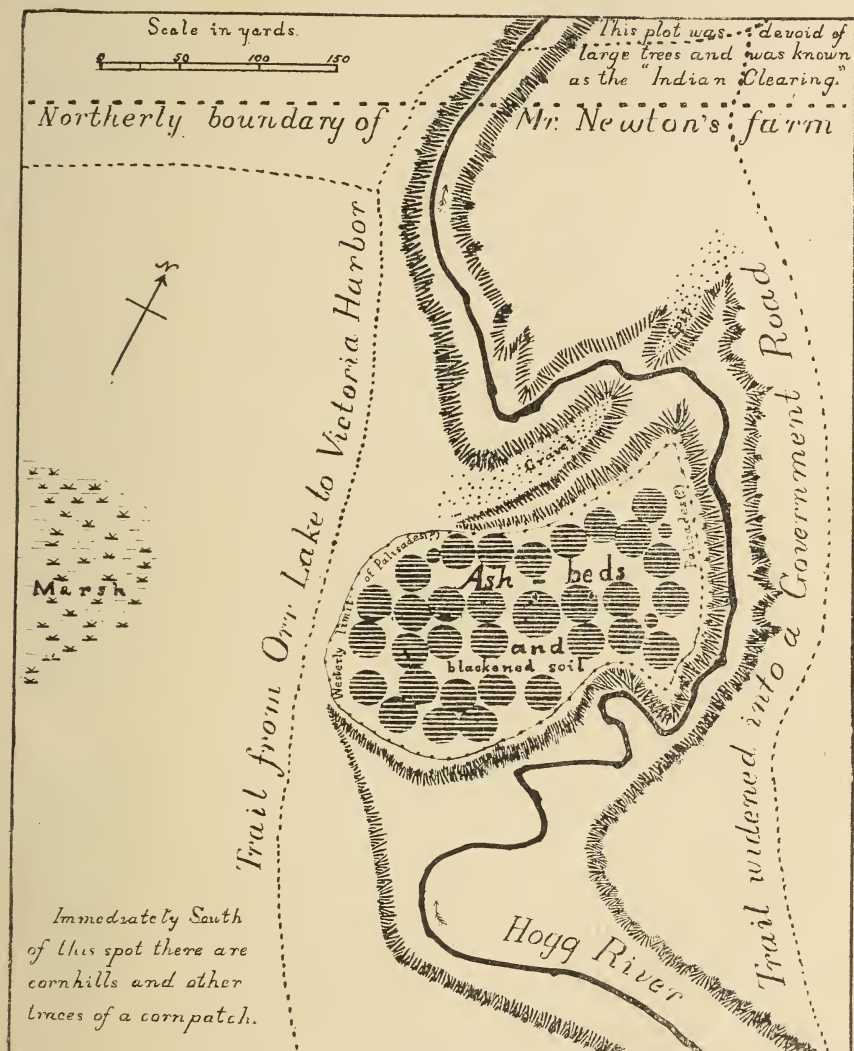 Scale in yards.
0 50 100 150
This plot was devoid of
large trees and was known
as the "Indian Clearing."
Northerly boundary of Mr. Newton's farm
N
Trail from Orr Lake to Victoria Harbor
Pit
Gravel
Marsh
Westerly limit of Palisades(?)
Palisades(?)
Ash-beds
and
blackened soil
Trail widened into a Government Road
Hogg River
Immediately South
of this spot there are
cornhills and other
traces of a cornpatch.